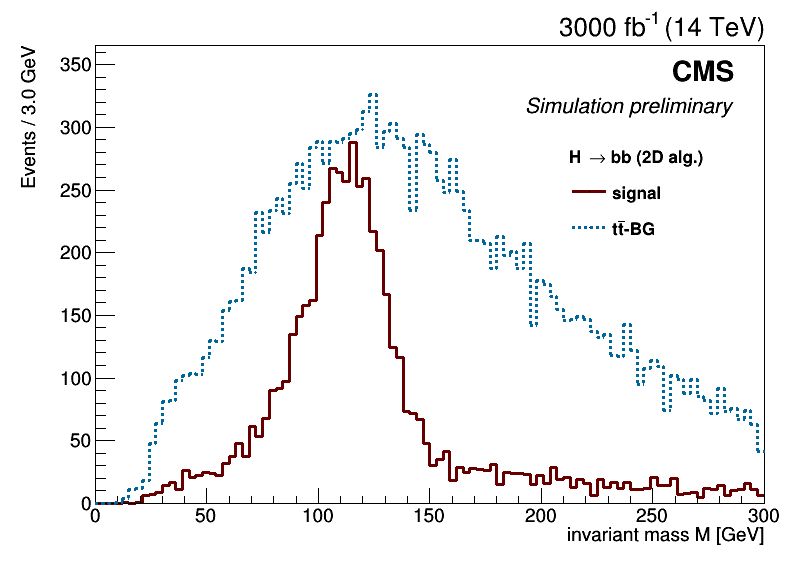 3000 fb⁻¹ (14 TeV)
Events / 3.0 GeV
CMS
Simulation preliminary
H → bb (2D alg.)
signal
tt̄-BG
350
300
250
200
150
100
50
0
0 50 100 150 200 250 300
invariant mass M [GeV]